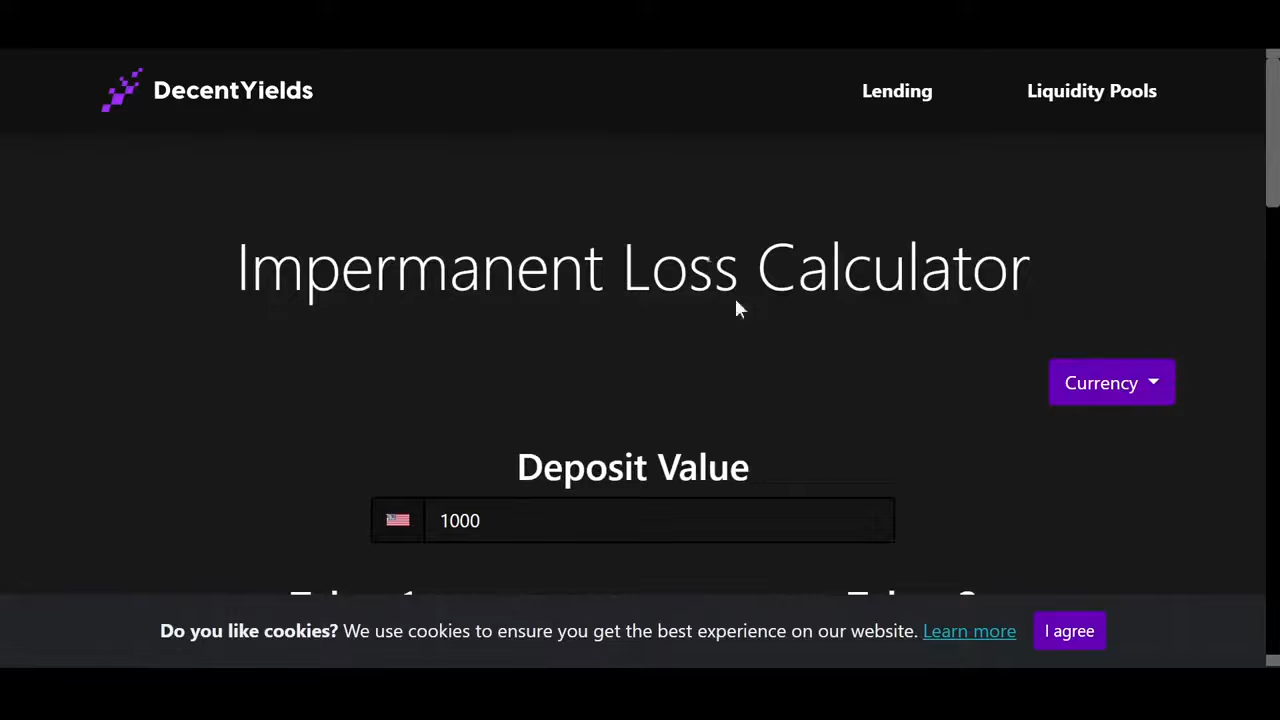 DecentYields
Lending
Liquidity Pools
Impermanent Loss Calculator
Currency
Deposit Value
1000
Do you like cookies? We use cookies to ensure you get the best experience on our website. Learn more
I agree